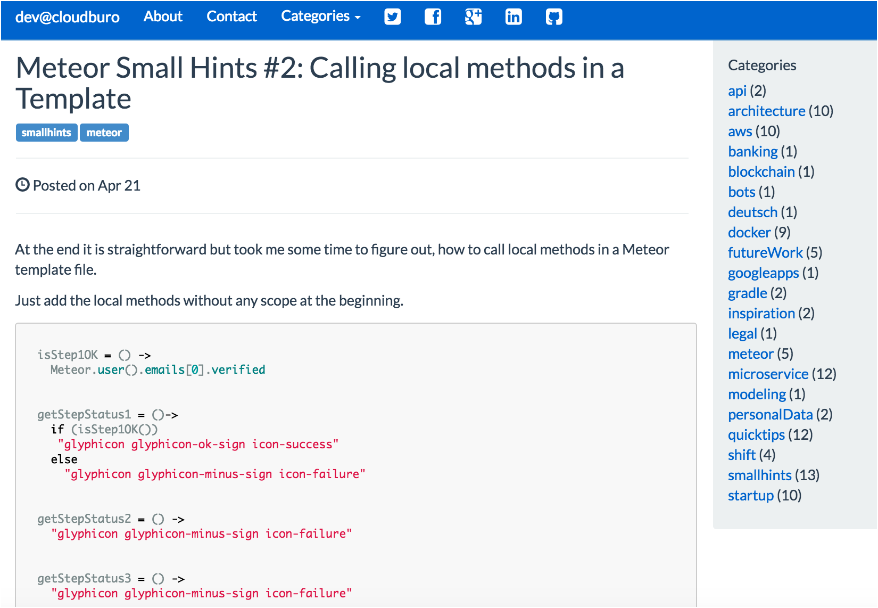 dev@cloudburo About Contact Categories
Meteor Small Hints #2: Calling local methods in a
Template
smallhints meteor
Posted on Apr 21
At the end it is straightforward but took me some time to figure out, how to call local methods in a Meteor
template file.
Just add the local methods without any scope at the beginning.
isStep1OK = () ->
  Meteor.user().emails[0].verified
getStepStatus1 = ()->
  if (isStep1OK())
   "glyphicon glyphicon-ok-sign icon-success"
  else
    "glyphicon glyphicon-minus-sign icon-failure"
getStepStatus2 = () ->
  "glyphicon glyphicon-minus-sign icon-failure"
getStepStatus3 = () ->
  "glyphicon glyphicon-minus-sign icon-failure"
Categories
api (2)
architecture (10)
aws (10)
banking (1)
blockchain (1)
bots (1)
deutsch (1)
docker (9)
futureWork (5)
googleapps (1)
gradle (2)
inspiration (2)
legal (1)
meteor (5)
microservice (12)
modeling (1)
personalData (2)
quicktips (12)
shift (4)
smallhints (13)
startup (10)